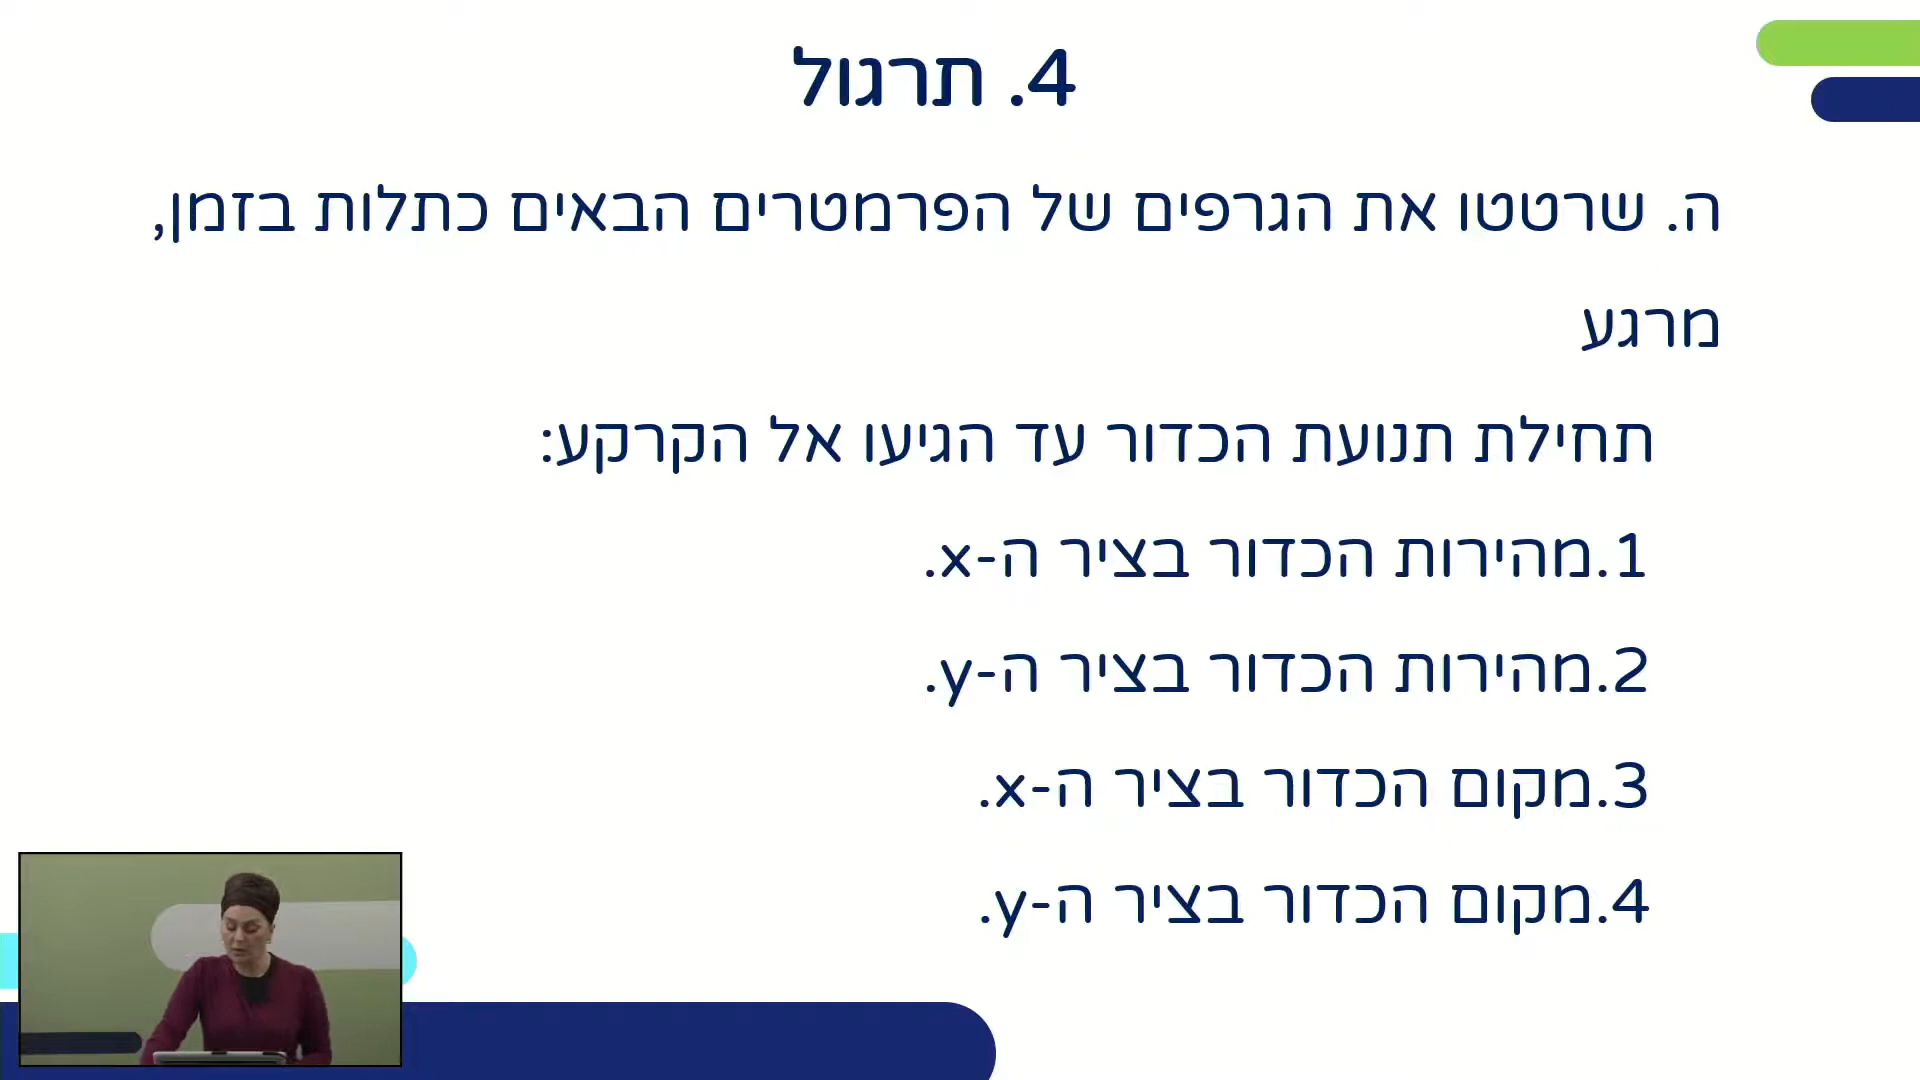 4. תרגול
ה. שרטטו את הגרפים של הפרמטרים הבאים כתלות בזמן,
מרגע
תחילת תנועת הכדור עד הגיעו אל הקרקע:
1.מהירות הכדור בציר ה-x.
2.מהירות הכדור בציר ה-y.
3.מקום הכדור בציר ה-x.
4.מקום הכדור בציר ה-y.